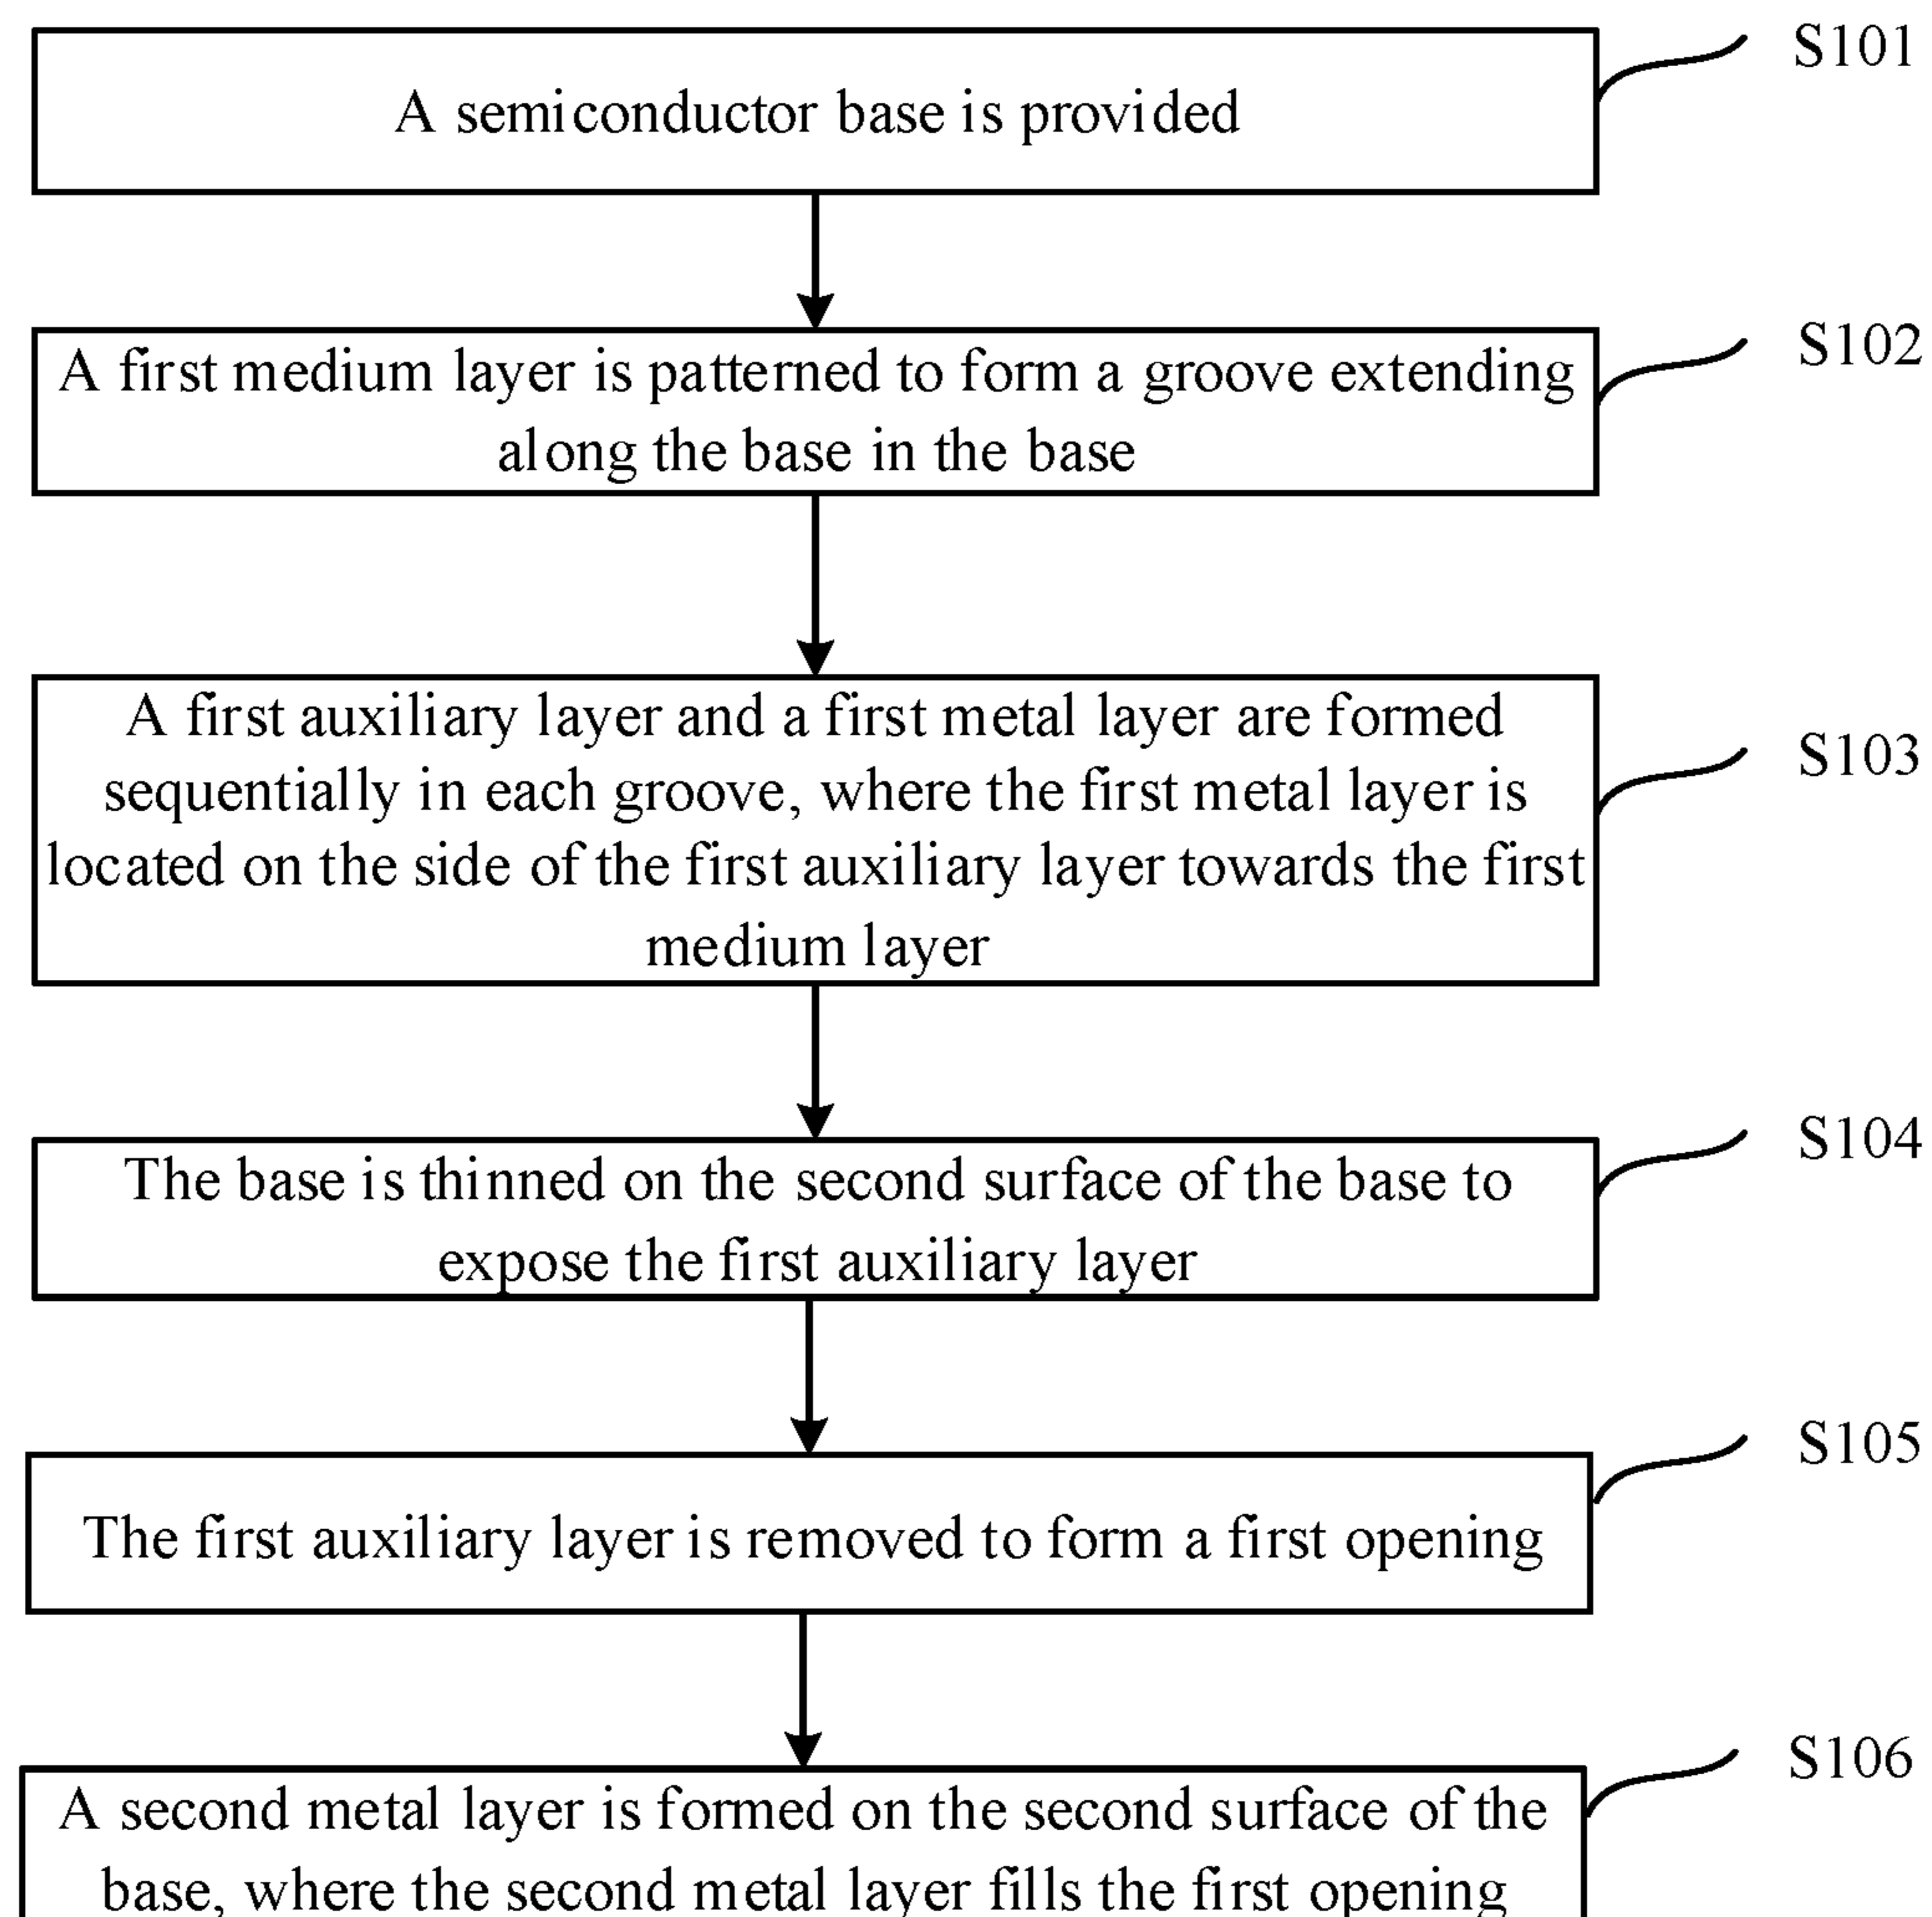 S101
A semiconductor base is provided
S102
A first medium layer is patterned to form a groove extending
along the base in the base
S103
A first auxiliary layer and a first metal layer are formed
sequentially in each groove, where the first metal layer is
located on the side of the first auxiliary layer towards the first
medium layer
S104
The base is thinned on the second surface of the base to
expose the first auxiliary layer
S105
The first auxiliary layer is removed to form a first opening
S106
A second metal layer is formed on the second surface of the
base, where the second metal layer fills the first opening